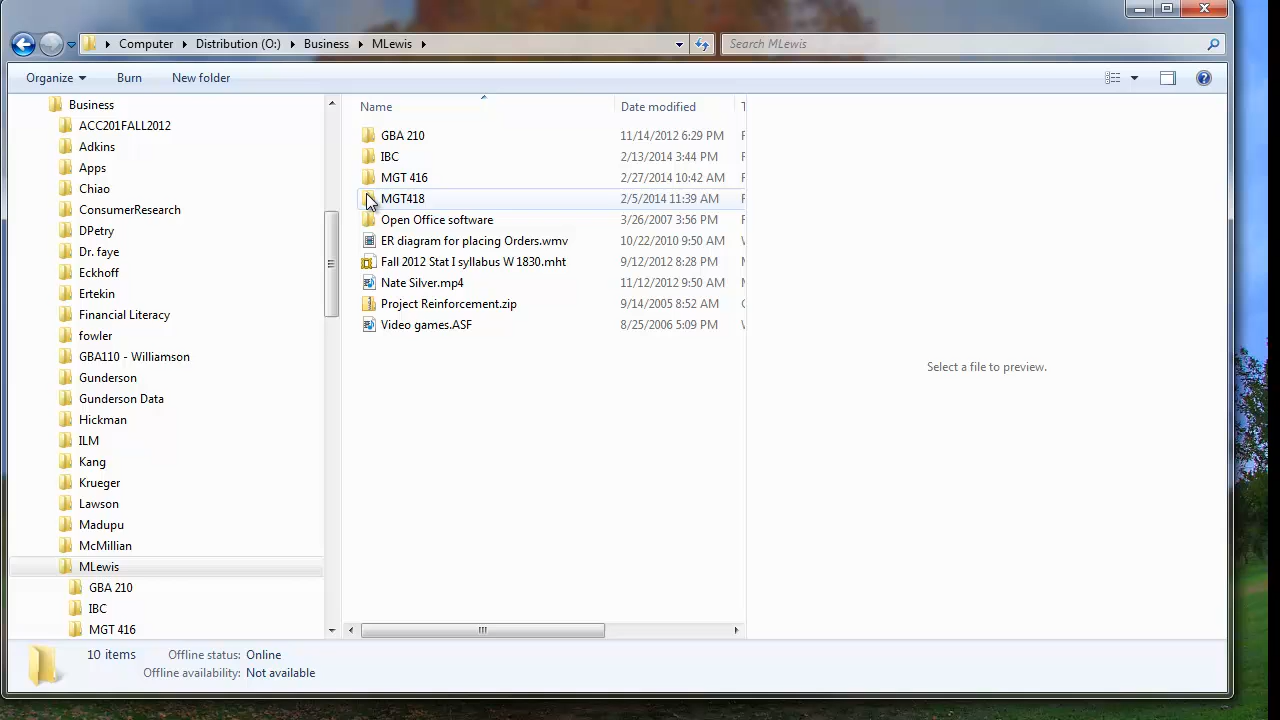 Computer Distribution (O:) Business MLewis
Search MLewis
Organize Burn New folder
Business
ACC201FALL2012
Adkins
Apps
Chiao
ConsumerResearch
DPetry
Dr. faye
Eckhoff
Ertekin
Financial Literacy
fowler
GBA110 - Williamson
Gunderson
Gunderson Data
Hickman
ILM
Kang
Krueger
Lawson
Madupu
McMillian
MLewis
GBA 210
IBC
MGT 416
Name Date modified T
GBA 210 11/14/2012 6:29 PM F
IBC 2/13/2014 3:44 PM F
MGT 416 2/27/2014 10:42 AM F
MGT418 2/5/2014 11:39 AM F
Open Office software 3/26/2007 3:56 PM F
ER diagram for placing Orders.wmv 10/22/2010 9:50 AM W
Fall 2012 Stat I syllabus W 1830.mht 9/12/2012 8:28 PM M
Nate Silver.mp4 11/12/2012 9:50 AM M
Project Reinforcement.zip 9/14/2005 8:52 AM C
Video games.ASF 8/25/2006 5:09 PM W
Select a file to preview.
10 items Offline status: Online
Offline availability: Not available